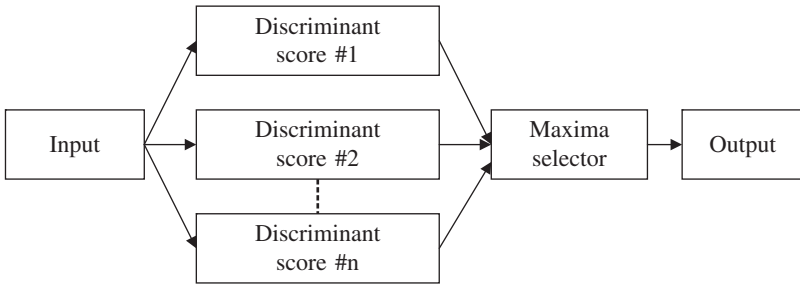 Discriminant
score #1
Input
Discriminant
score #2
Maxima
selector
Output
Discriminant
score #n